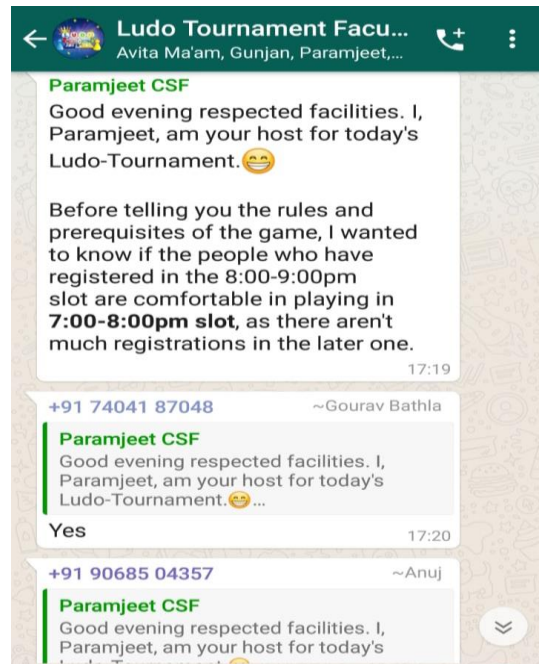 Ludo Tournament Facu...
Avita Ma'am, Gunjan, Paramjeet,...
Paramjeet CSF
Good evening respected facilities. I,
Paramjeet, am your host for today's
Ludo-Tournament.😁
Before telling you the rules and
prerequisites of the game, I wanted
to know if the people who have
registered in the 8:00-9:00pm
slot are comfortable in playing in
7:00-8:00pm slot, as there aren't
much registrations in the later one.
17:19
+91 74041 87048 ~Gourav Bathla
Paramjeet CSF
Good evening respected facilities. I,
Paramjeet, am your host for today's
Ludo-Tournament.😁...
Yes
17:20
+91 90685 04357 ~Anuj
Paramjeet CSF
Good evening respected facilities. I,
Paramjeet, am your host for today's